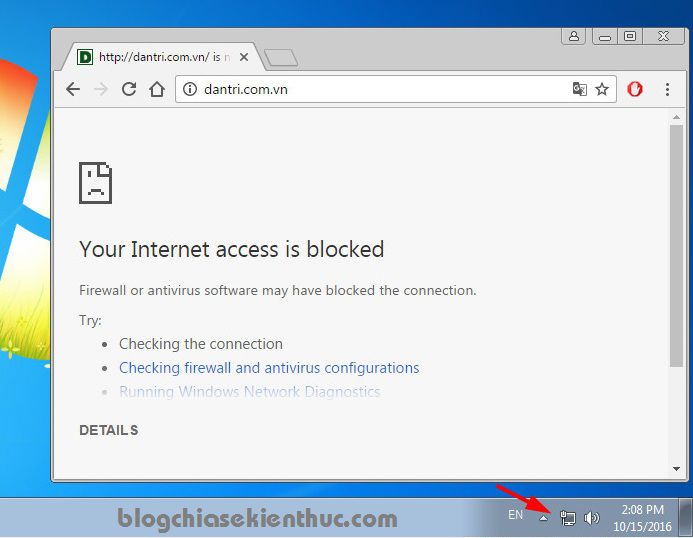 http://dantri.com.vn/ is n
dantri.com.vn
Your Internet access is blocked
Firewall or antivirus software may have blocked the connection.
Try:
Checking the connection
Checking firewall and antivirus configurations
Running Windows Network Diagnostics
DETAILS
blogchiasekienthuc.com
EN
2:08 PM
10/15/2016